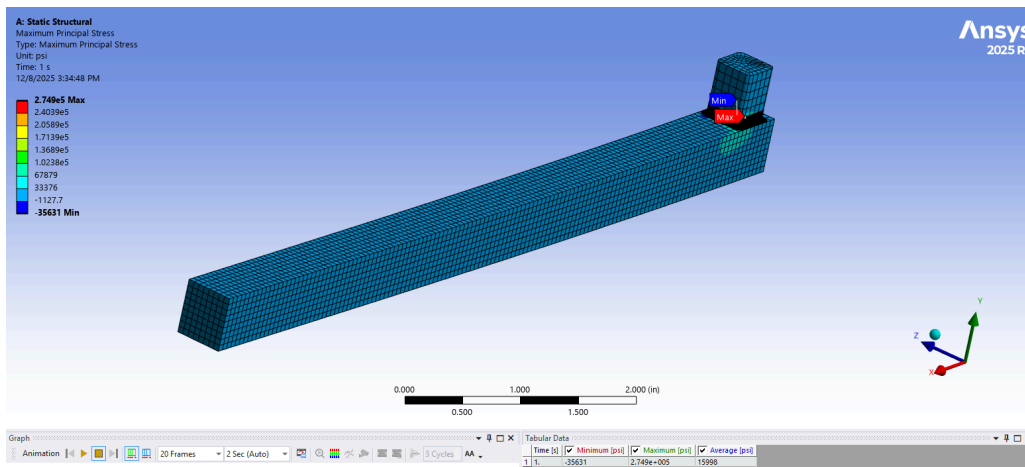 A: Static Structural
Maximum Principal Stress
Type: Maximum Principal Stress
Unit: psi
Time: 1 s
12/8/2025 3:34:48 PM
2.749e5 Max
2.4039e5
2.0589e5
1.7139e5
1.3689e5
1.0238e5
67879
33376
-1127.7
-35631 Min
Ansys
2025 R
Min
Max
Y
Z
X
0.000 1.000 2.000 (in)
0.500 1.500
Graph
Animation 20 Frames 2 Sec (Auto) 3 Cycles AA
Tabular Data
Time [s] Minimum [psi] Maximum [psi] Average [psi]
1 1. -35631 2.749e+005 15998